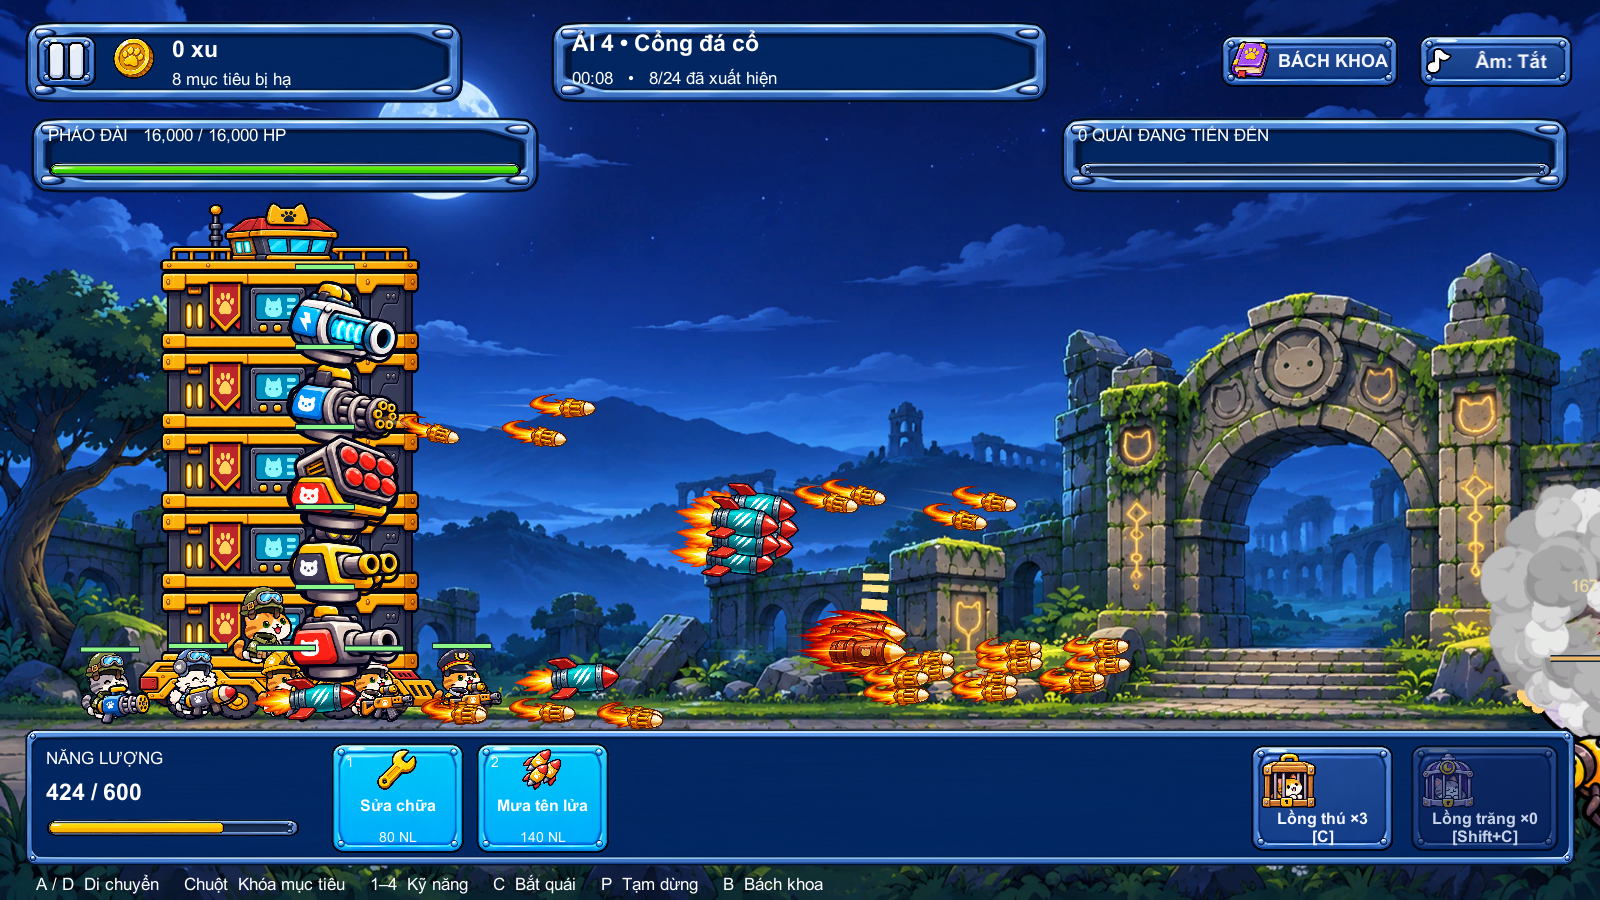 0 xu
8 mục tiêu bị hạ
ẢI 4 • Cổng đá cổ
00:08 • 8/24 đã xuất hiện
BÁCH KHOA
Âm: Tắt
PHÁO ĐÀI 16,000 / 16,000 HP
0 QUÁI ĐANG TIẾN ĐẾN
167
NĂNG LƯỢNG
424 / 600
1
Sửa chữa
80 NL
2
Mưa tên lửa
140 NL
Lồng thú ×3
[C]
Lồng trăng ×0
[Shift+C]
A / D Di chuyển Chuột Khóa mục tiêu 1–4 Kỹ năng C Bắt quái P Tạm dừng B Bách khoa